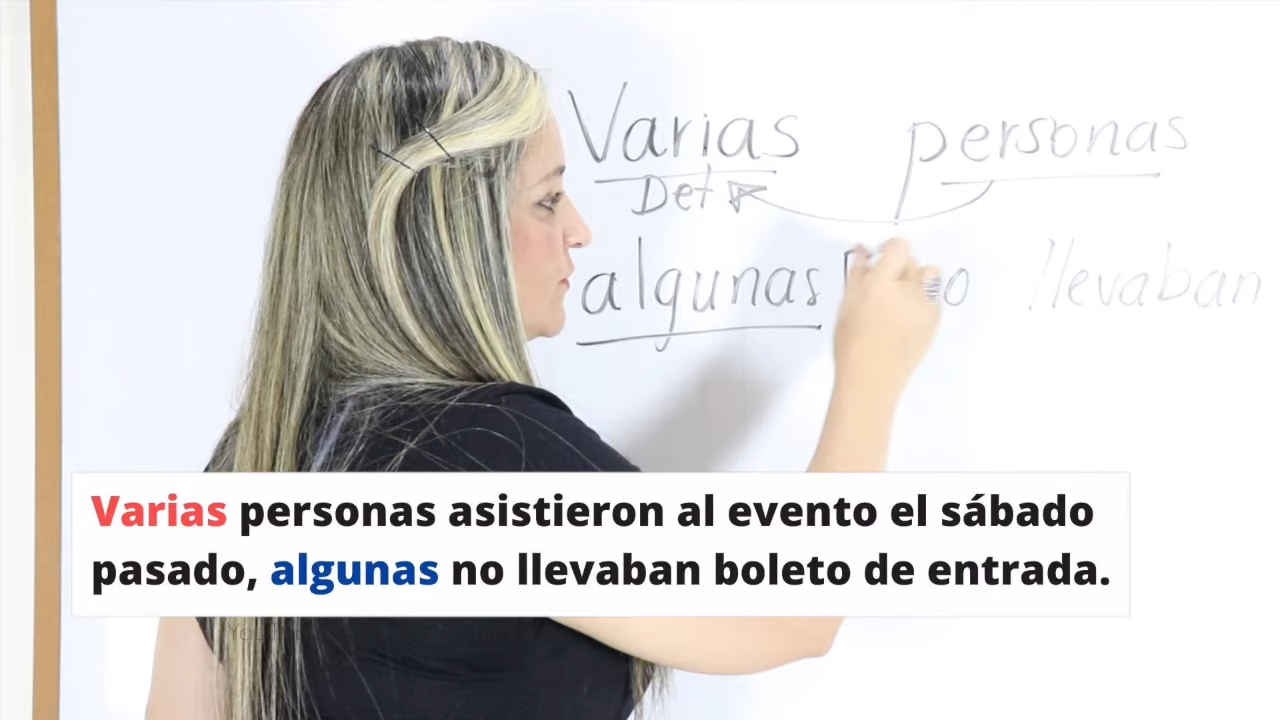 Varias personas
Det
algunas no llevaban
Varias personas asistieron al evento el sábado
pasado, algunas no llevaban boleto de entrada.